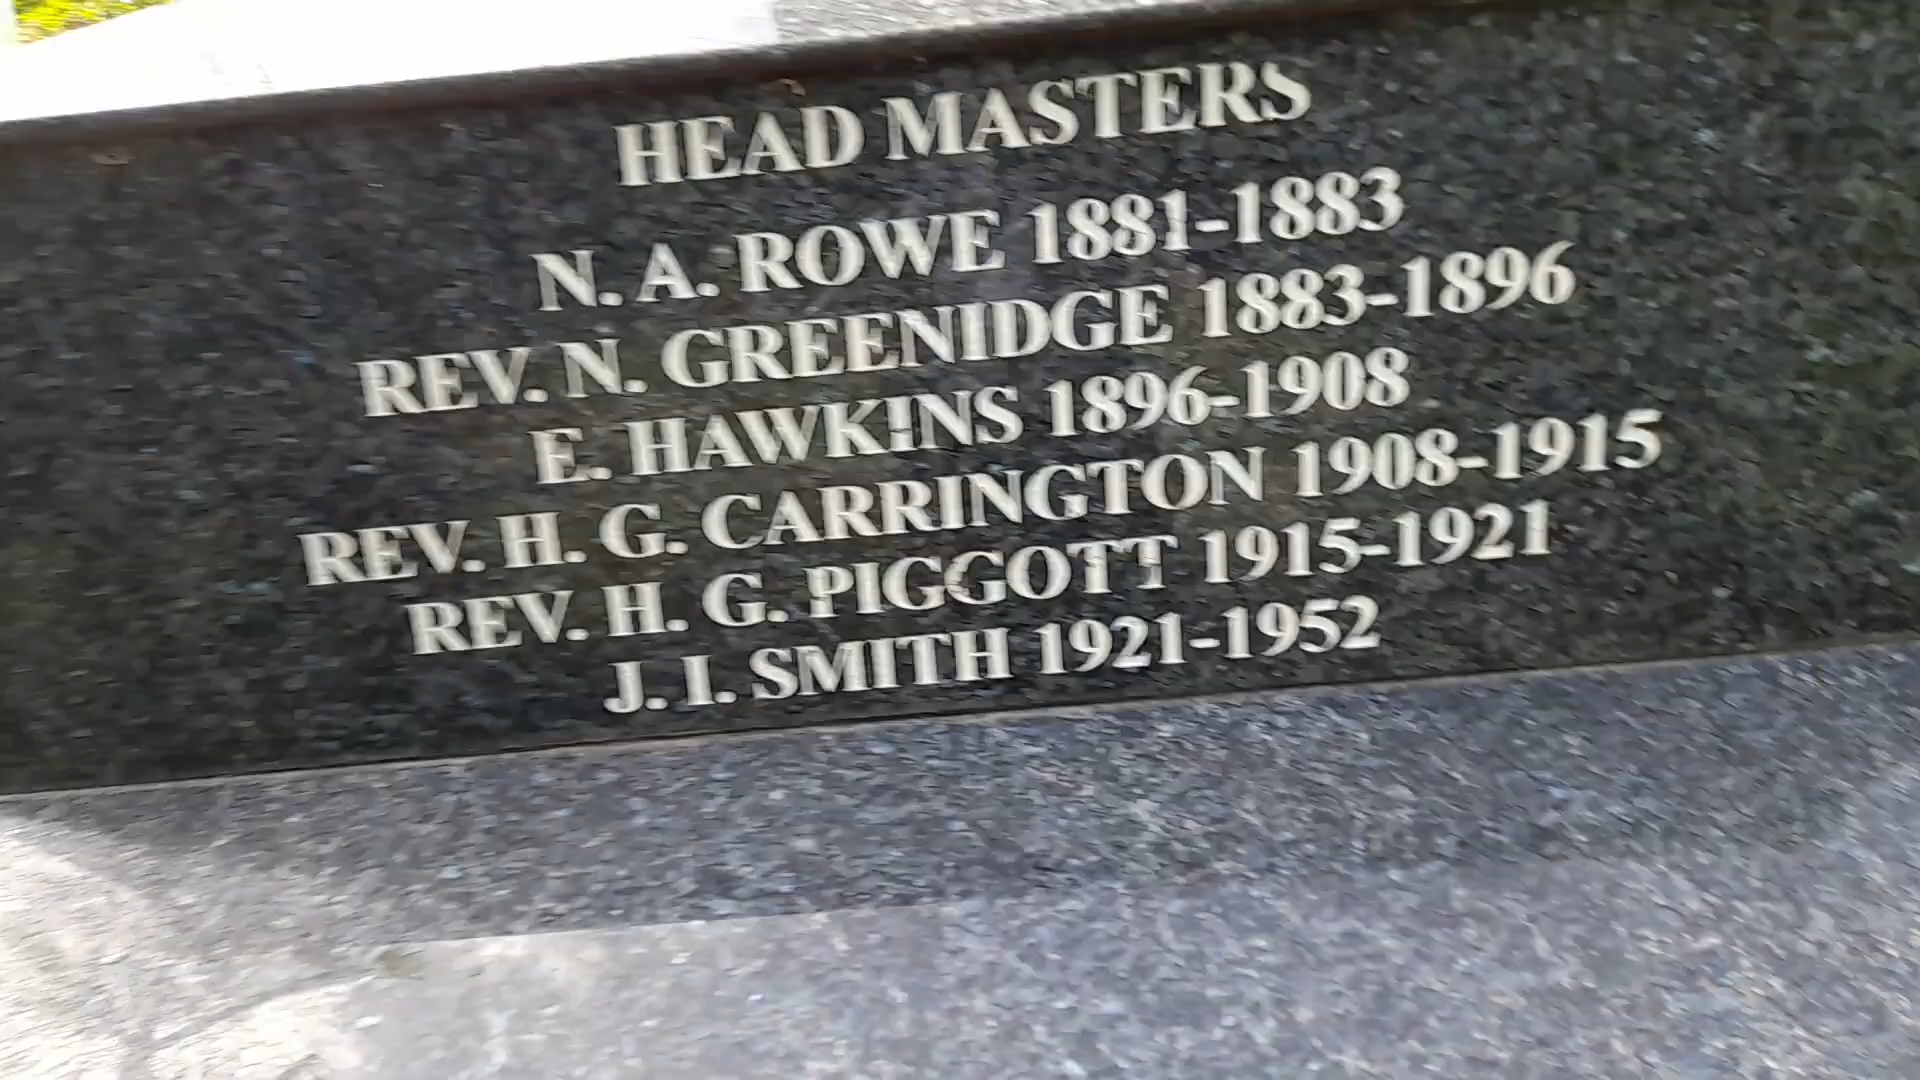 HEAD MASTERS
N. A. ROWE 1881-1883
REV. N. GREENIDGE 1883-1896
E. HAWKINS 1896-1908
REV. H. G. CARRINGTON 1908-1915
REV. H. G. PIGGOTT 1915-1921
J. I. SMITH 1921-1952